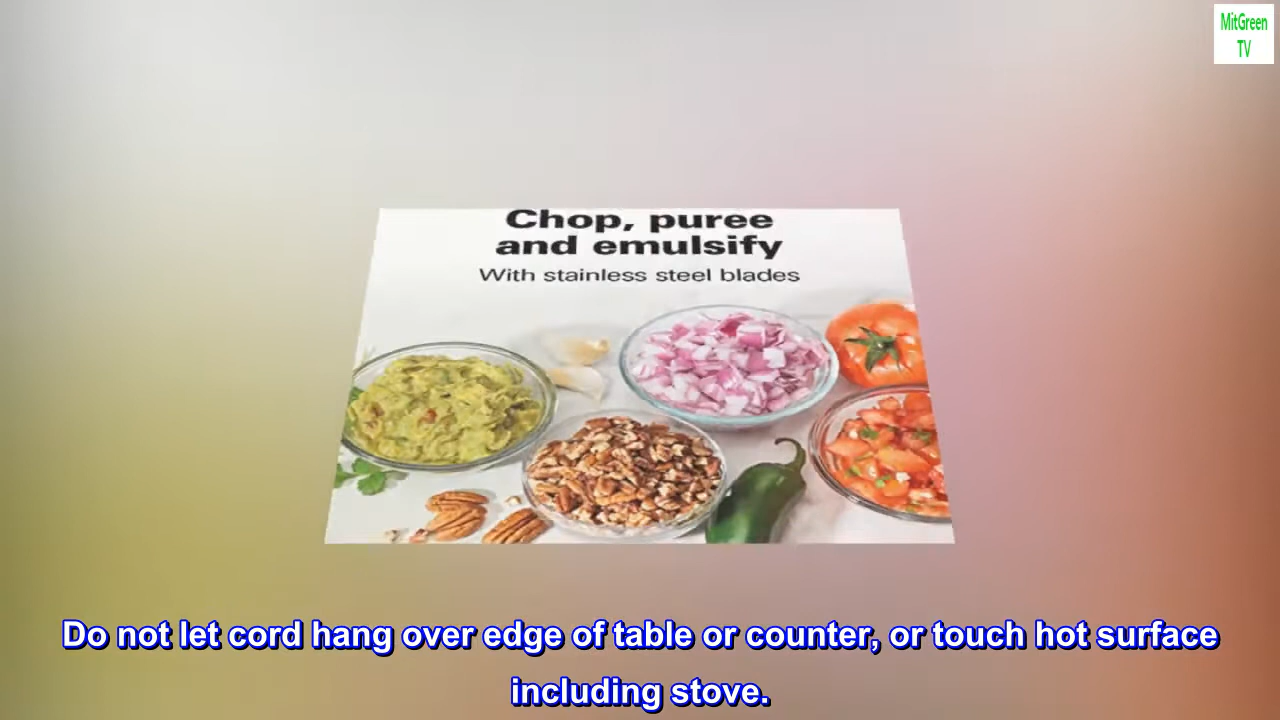 MitGreen
TV
Chop, puree
and emulsify
With stainless steel blades
Do not let cord hang over edge of table or counter, or touch hot surface
including stove.